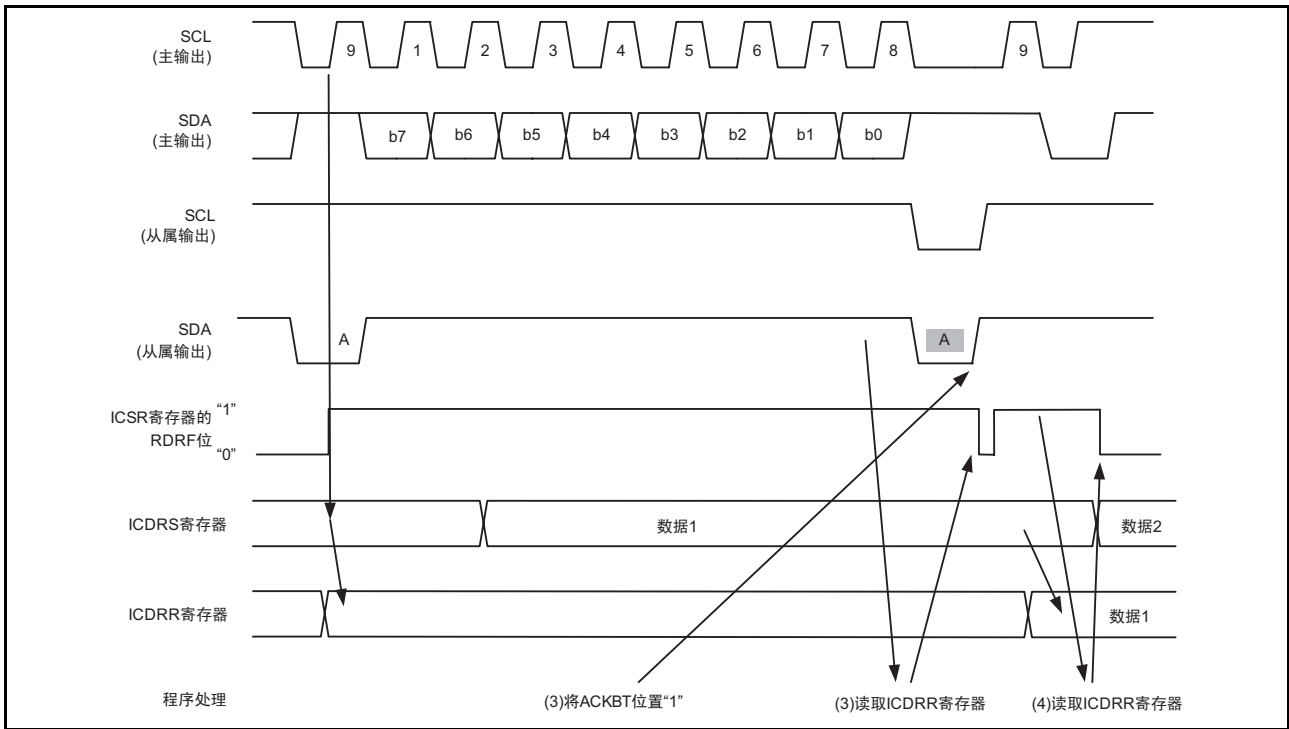 SCL
(主输出)
9 1 2 3 4 5 6 7 8 9
SDA
(主输出)
b7 b6 b5 b4 b3 b2 b1 b0
SCL
(从属输出)
SDA
(从属输出)
A A
ICSR寄存器的 “1”
RDRF位
“0”
ICDRS寄存器
数据1 数据2
ICDRR寄存器
数据1
程序处理
(3)将ACKBT位置“1” (3)读取ICDRR寄存器 (4)读取ICDRR寄存器